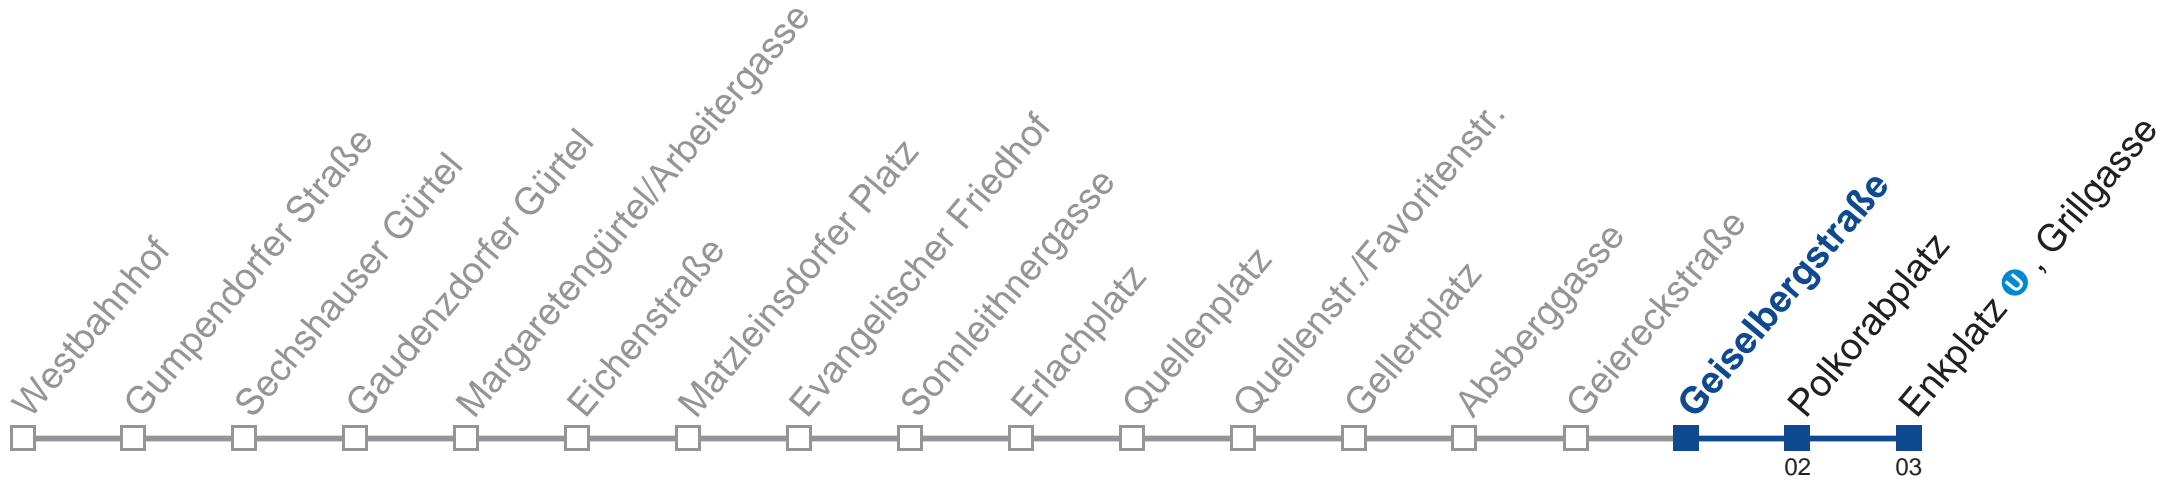 Westbahnhof
Gumpendorfer Straße
Sechshauser Gürtel
Gaudenzdorfer Gürtel
Margaretengürtel/Arbeitergasse
Eichenstraße
Matzleinsdorfer Platz
Evangelischer Friedhof
Sonnleithnergasse
Erlachplatz
Quellenplatz
Quellenstr./Favoritenstr.
Gellertplatz
Absberggasse
Geiereckstraße
Geiselbergstraße
Polkorabplatz
Enkplatz U , Grillgasse
02
03